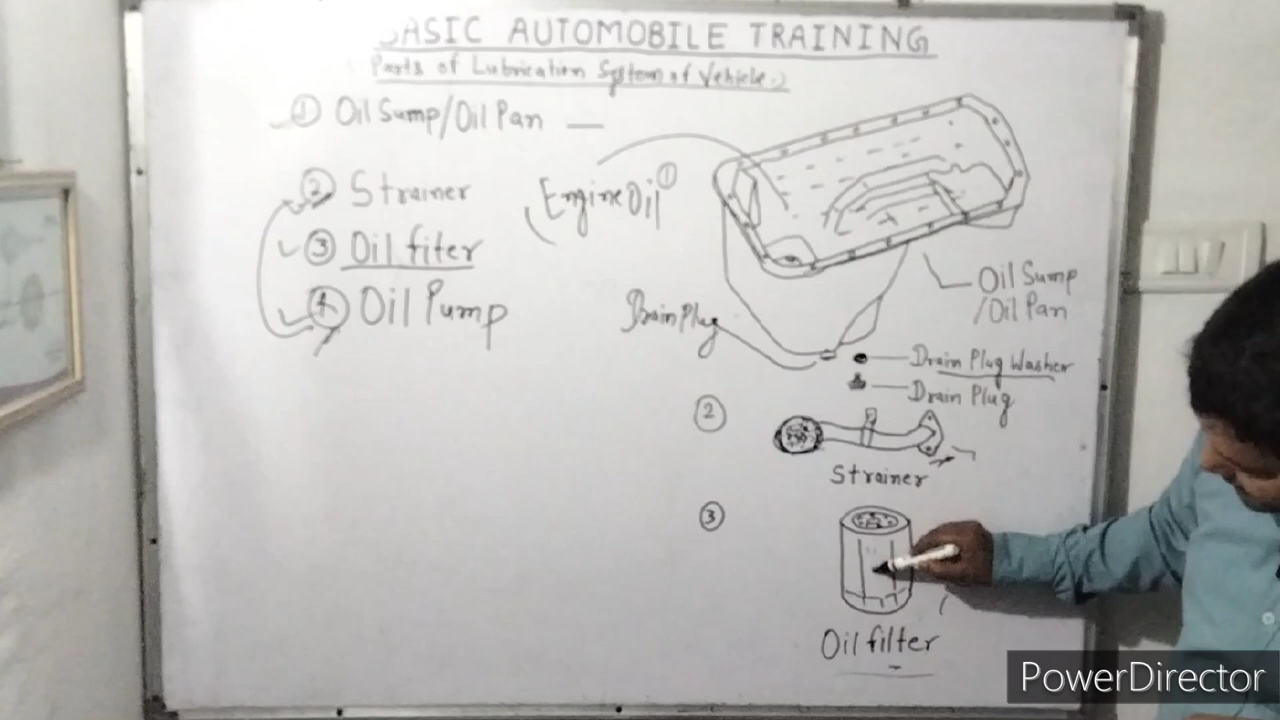 BASIC AUTOMOBILE TRAINING
Parts of Lubrication System of Vehicle :)
① Oil Sump/Oil Pan —
② Strainer
③ Oil fiter
④ Oil Pump
Engine Oil ①
Oil Sump
/Oil Pan
Drain Plug
Drain Plug Washer
Drain Plug
②
Strainer
③
Oil filter
PowerDirector